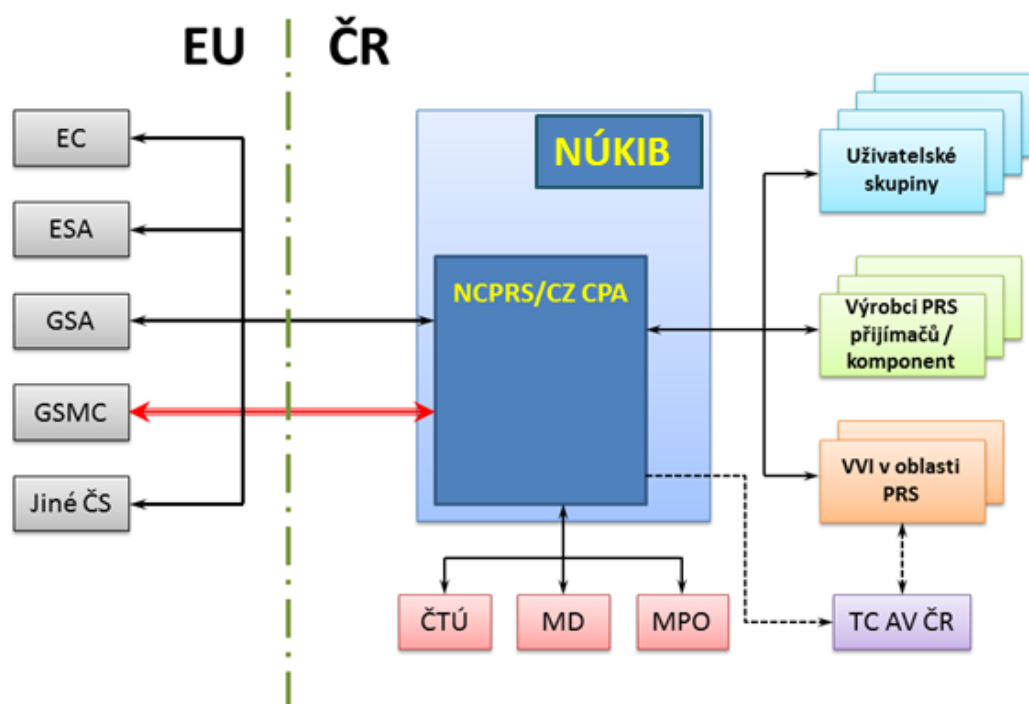 EU
ČR
EC
ESA
GSA
GSMC
Jiné ČS
NÚKIB
NCPRS/CZ CPA
ČTÚ
MD
MPO
Uživatelské
skupiny
Výrobci PRS
přijímačů /
komponent
VVI v oblasti
PRS
TC AV ČR